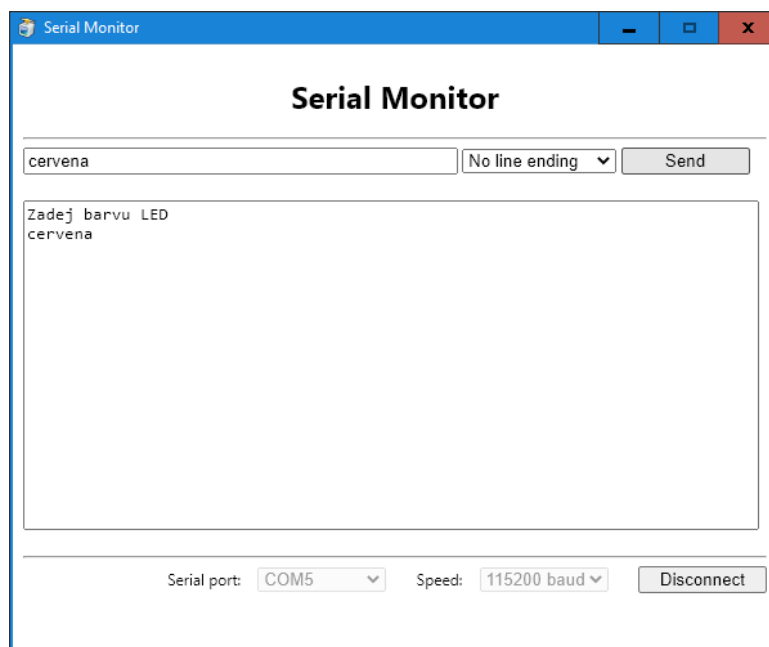 Serial Monitor
Serial Monitor
cervena No line ending Send
Zadej barvu LED
cervena
Serial port: COM5 Speed: 115200 baud Disconnect